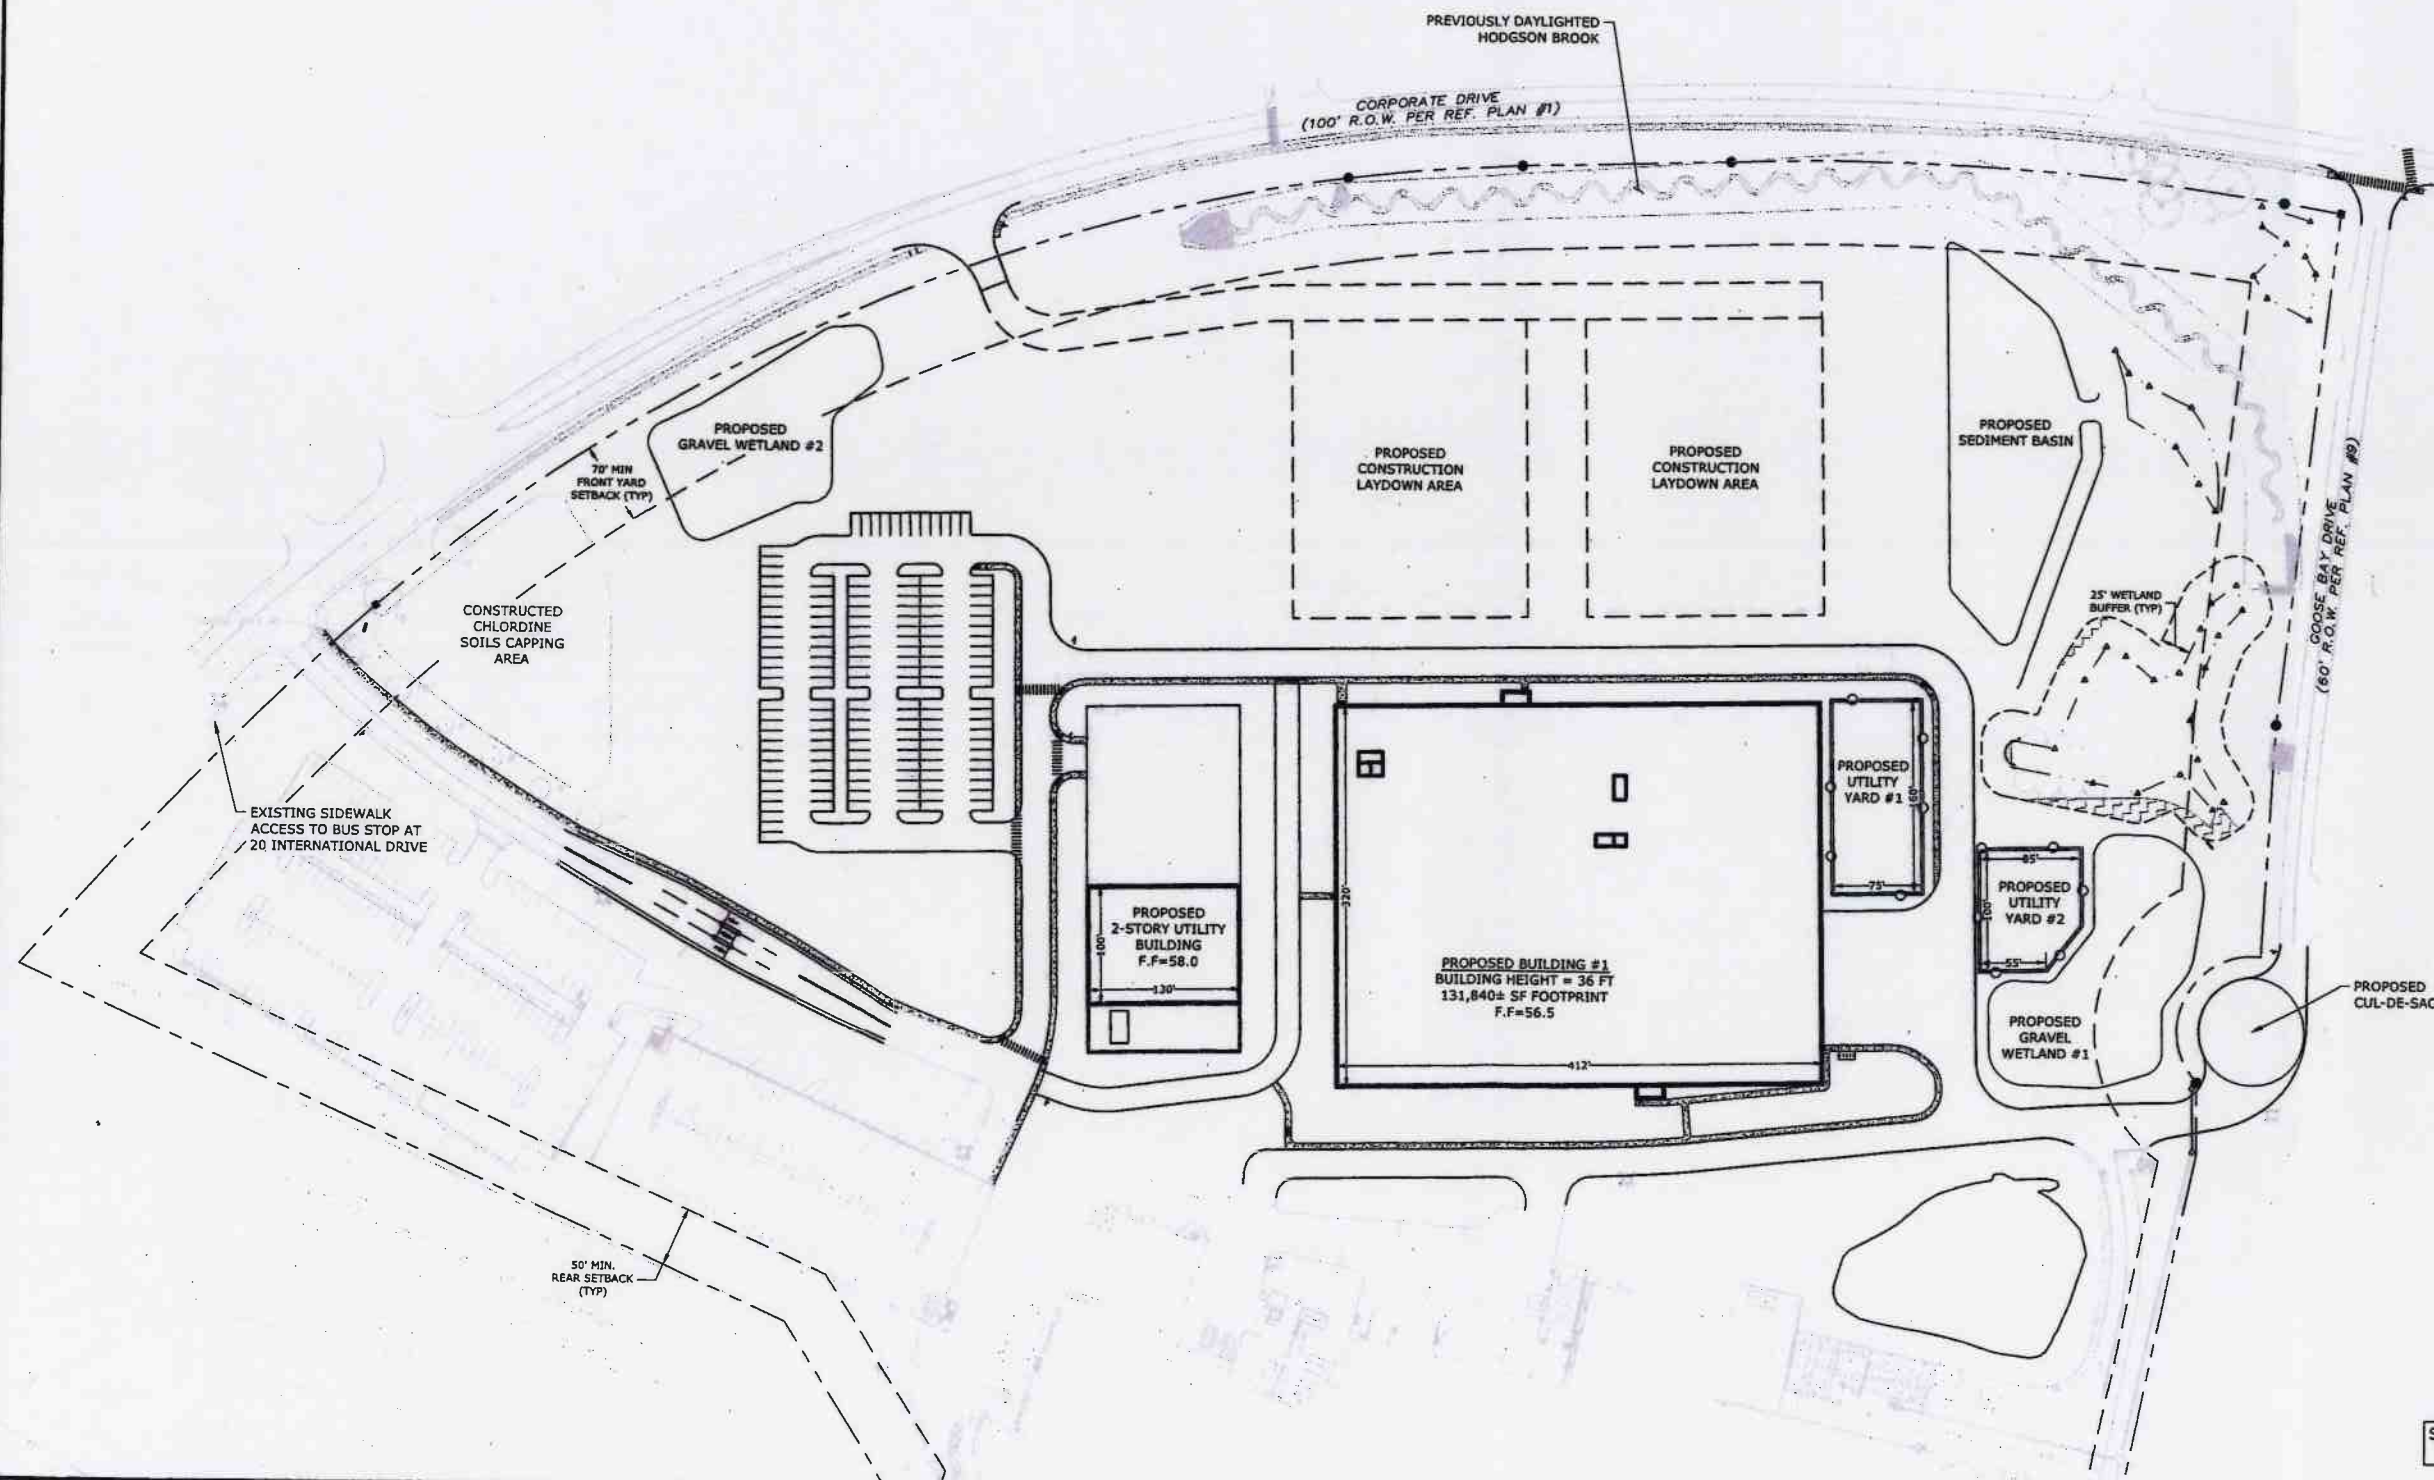 PREVIOUSLY DAYLIGHTED
HODGSON BROOK
CORPORATE DRIVE
(100' R.O.W. PER REF. PLAN #1)
PROPOSED
GRAVEL WETLAND #2
70' MIN
FRONT YARD
SETBACK (TYP)
PROPOSED
CONSTRUCTION
LAYDOWN AREA
PROPOSED
CONSTRUCTION
LAYDOWN AREA
PROPOSED
SEDIMENT BASIN
GOOSE BAY DRIVE
(60' R.O.W. PER REF. PLAN #9)
25' WETLAND
BUFFER (TYP)
CONSTRUCTED
CHLORDINE
SOILS CAPPING
AREA
EXISTING SIDEWALK
ACCESS TO BUS STOP AT
20 INTERNATIONAL DRIVE
PROPOSED
UTILITY
YARD #1
75'
85'
PROPOSED
UTILITY
YARD #2
100'
55'
PROPOSED
2-STORY UTILITY
BUILDING
F.F=58.0
100'
130'
320'
PROPOSED BUILDING #1
BUILDING HEIGHT = 36 FT
131,840± SF FOOTPRINT
F.F=56.5
412'
PROPOSED
GRAVEL
WETLAND #1
PROPOSED
CUL-DE-SAC
50' MIN.
REAR SETBACK
(TYP)